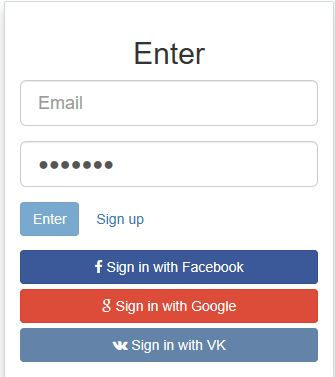 Enter
Email
●●●●●●●
Enter Sign up
f Sign in with Facebook
g Sign in with Google
Sign in with VK